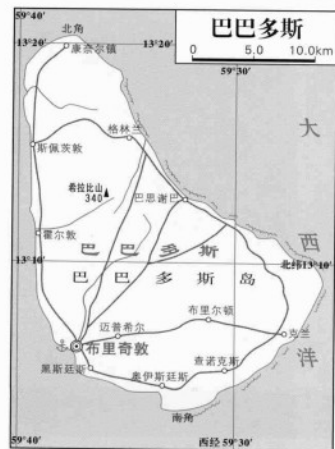 59°40′
北角
巴巴多斯
0 5.0 10.0km
13°20′
13°20′
康奈尔镇
59°30′
格林兰
大
斯佩茨敦
希拉比山
340
巴思谢巴
西
霍尔敦
巴 巴 多 斯
北纬13°10′
13°10′
巴 巴 多 斯 岛
布里尔顿
迈普希尔
克兰
洋
布里奇敦
黑斯廷斯
查诺克斯
奥伊斯廷斯
南角
59°40′
西经 59°30′